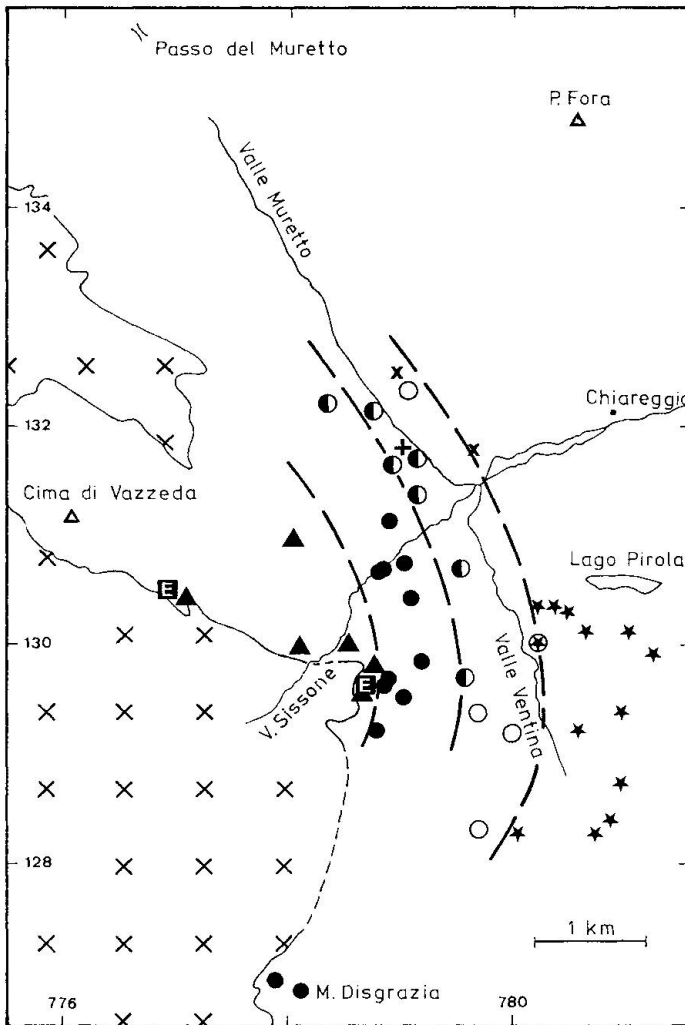 Passo del Muretto
P. Fora
Valle Muretto
134
Chiareggio
132
Cima di Vazzeda
E
Lago Pirola
130
E
V. Sissone
Valle Ventina
128
1 km
776
M. Disgrazia
780